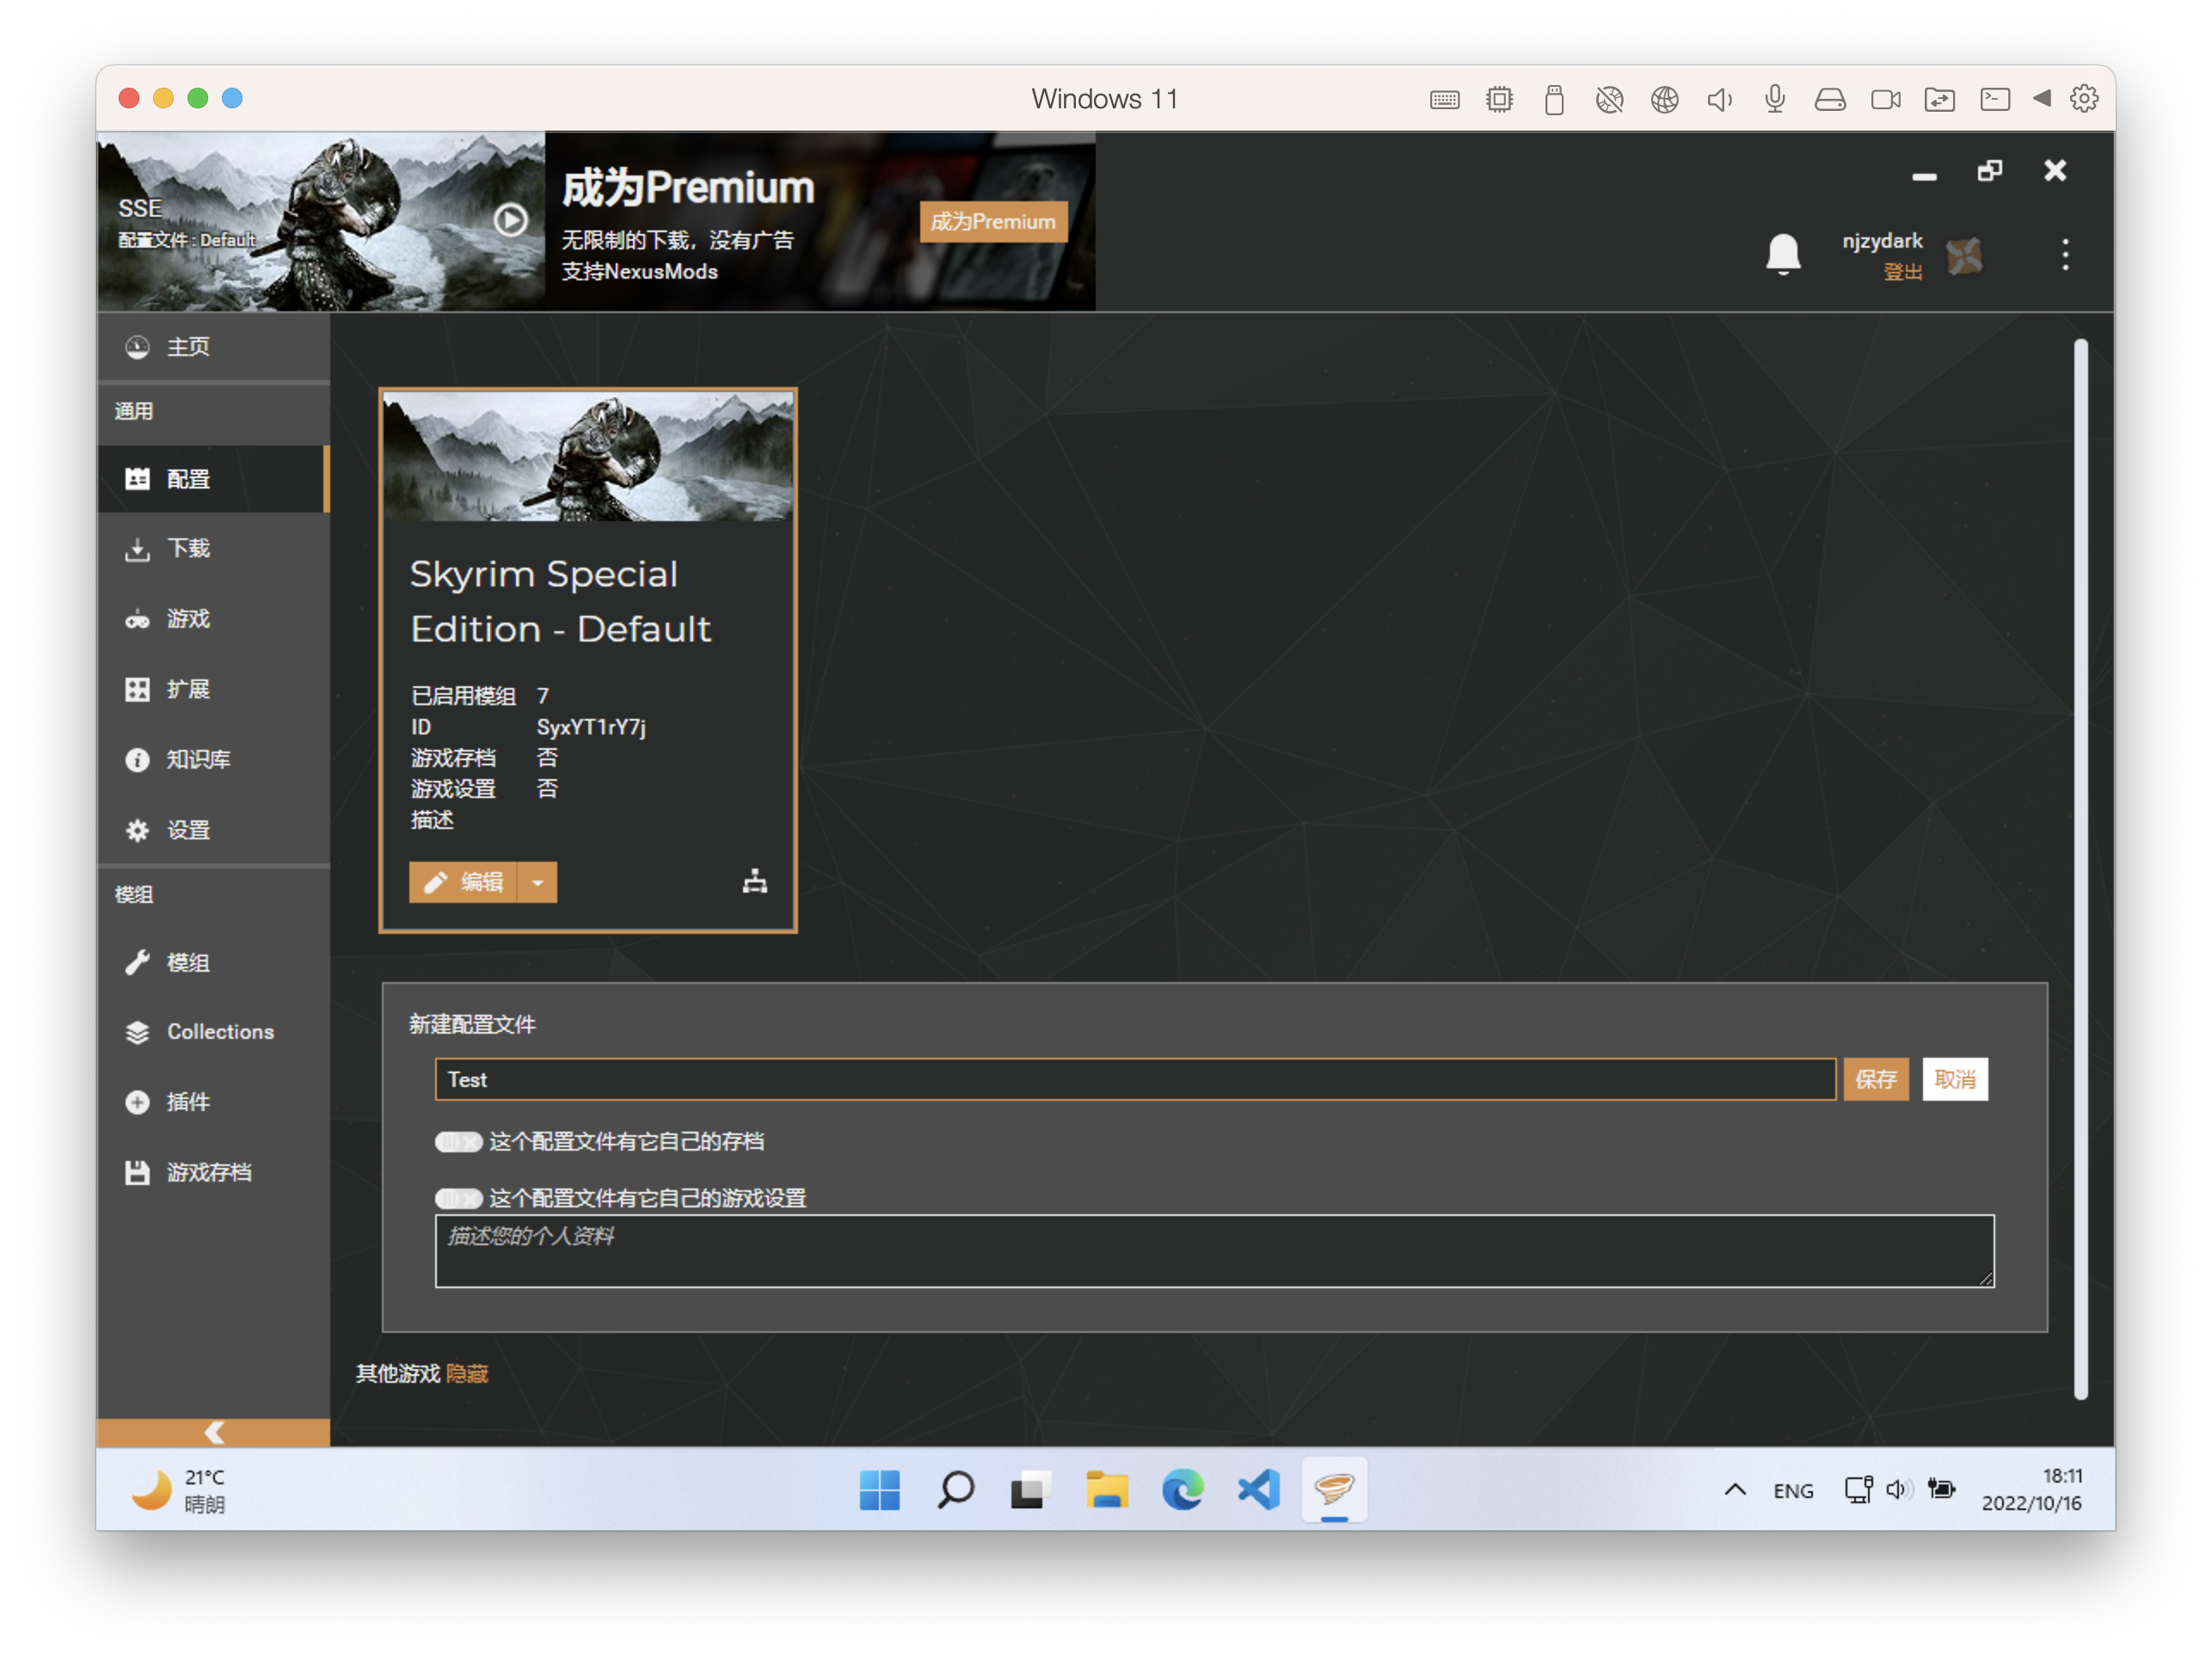 Windows 11
SSE
配置文件 : Default
成为Premium
无限制的下载，没有广告
支持NexusMods
成为Premium
njzydark
登出
主页
通用
配置
下载
游戏
扩展
知识库
设置
模组
模组
Collections
插件
游戏存档
Skyrim Special
Edition - Default
已启用模组 7
ID SyxYT1rY7j
游戏存档 否
游戏设置 否
描述
编辑
新建配置文件
Test
保存
取消
这个配置文件有它自己的存档
这个配置文件有它自己的游戏设置
描述您的个人资料
其他游戏 隐藏
21°C
晴朗
ENG
18:11
2022/10/16